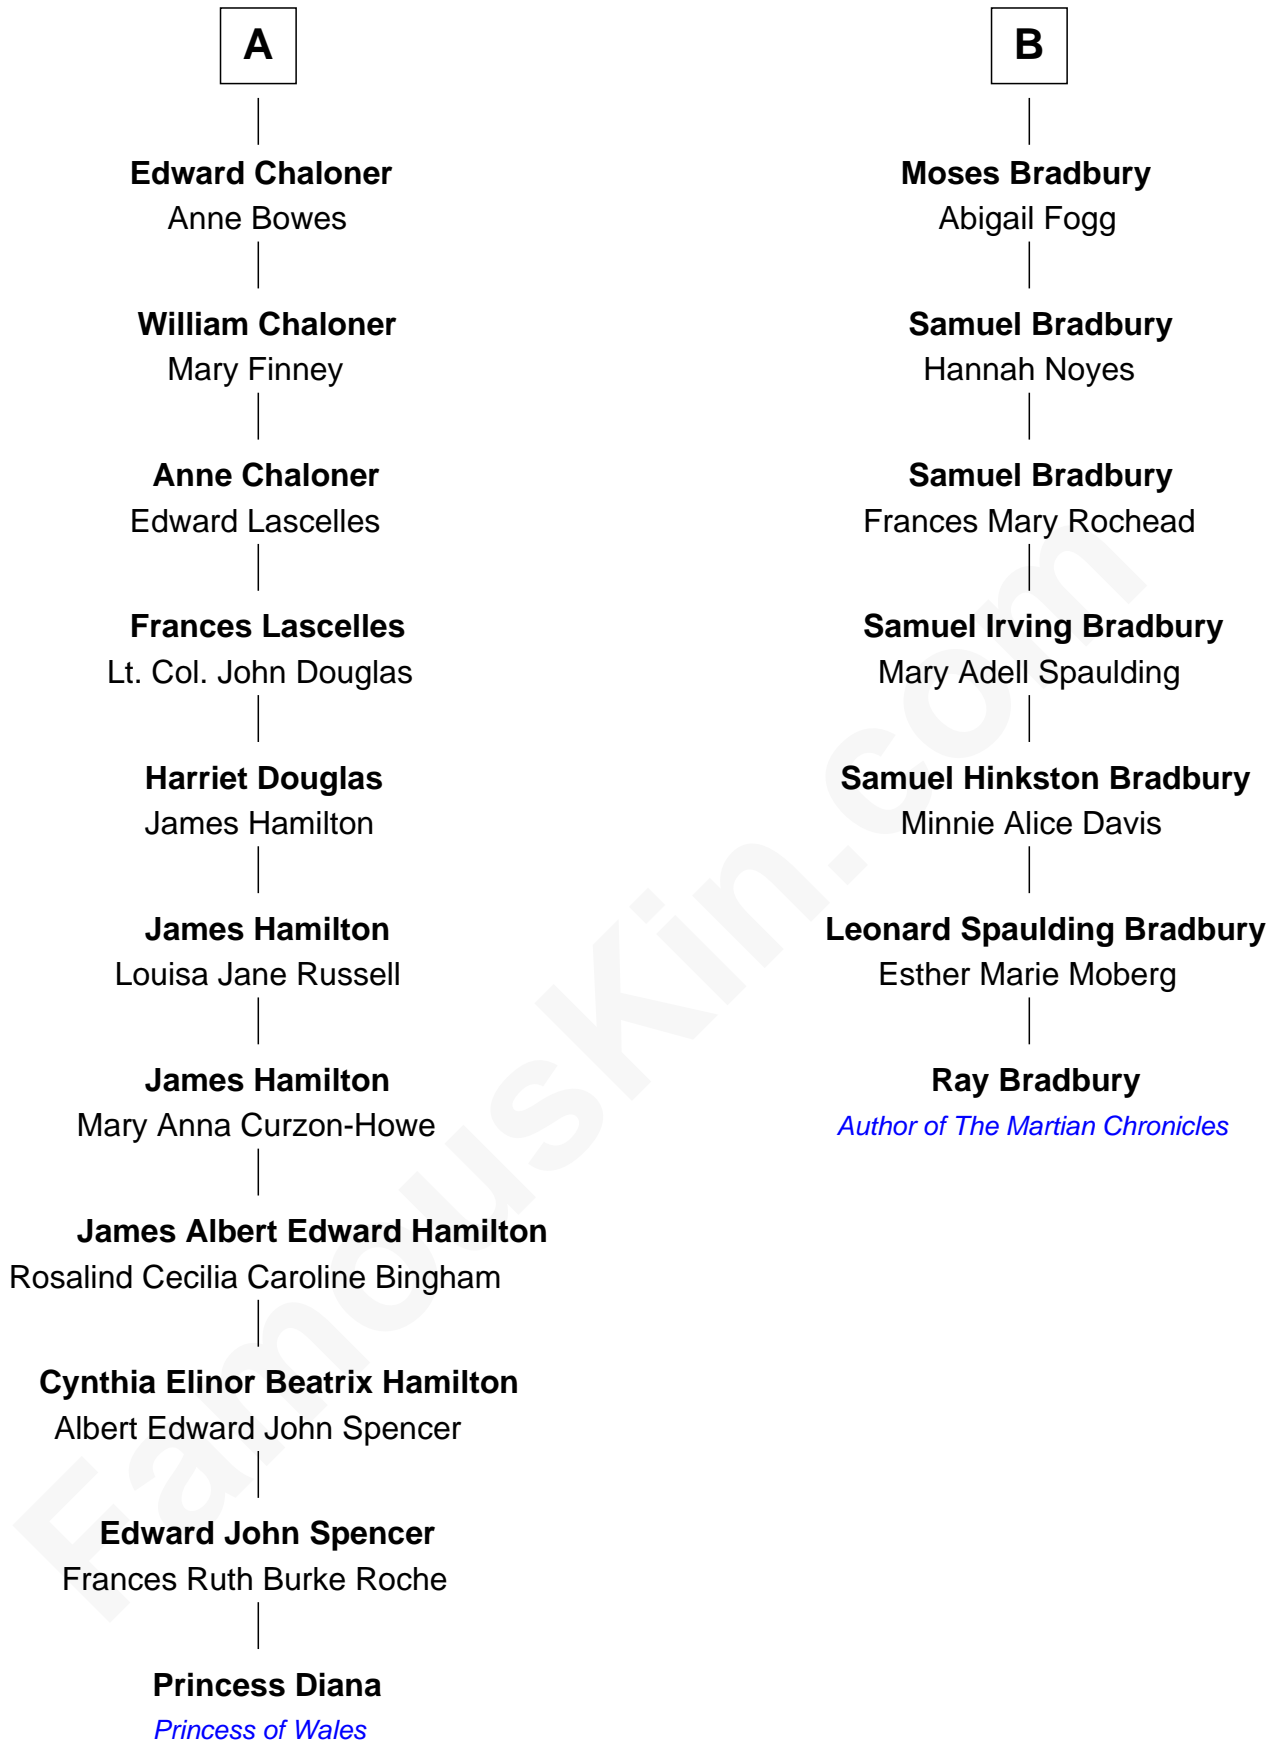 A
Edward Chaloner
Anne Bowes
William Chaloner
Mary Finney
Anne Chaloner
Edward Lascelles
Frances Lascelles
Lt. Col. John Douglas
Harriet Douglas
James Hamilton
James Hamilton
Louisa Jane Russell
James Hamilton
Mary Anna Curzon-Howe
James Albert Edward Hamilton
Rosalind Cecilia Caroline Bingham
Cynthia Elinor Beatrix Hamilton
Albert Edward John Spencer
Edward John Spencer
Frances Ruth Burke Roche
Princess Diana
Princess of Wales
B
Moses Bradbury
Abigail Fogg
Samuel Bradbury
Hannah Noyes
Samuel Bradbury
Frances Mary Rochead
Samuel Irving Bradbury
Mary Adell Spaulding
Samuel Hinkston Bradbury
Minnie Alice Davis
Leonard Spaulding Bradbury
Esther Marie Moberg
Ray Bradbury
Author of The Martian Chronicles
FamousKin.com